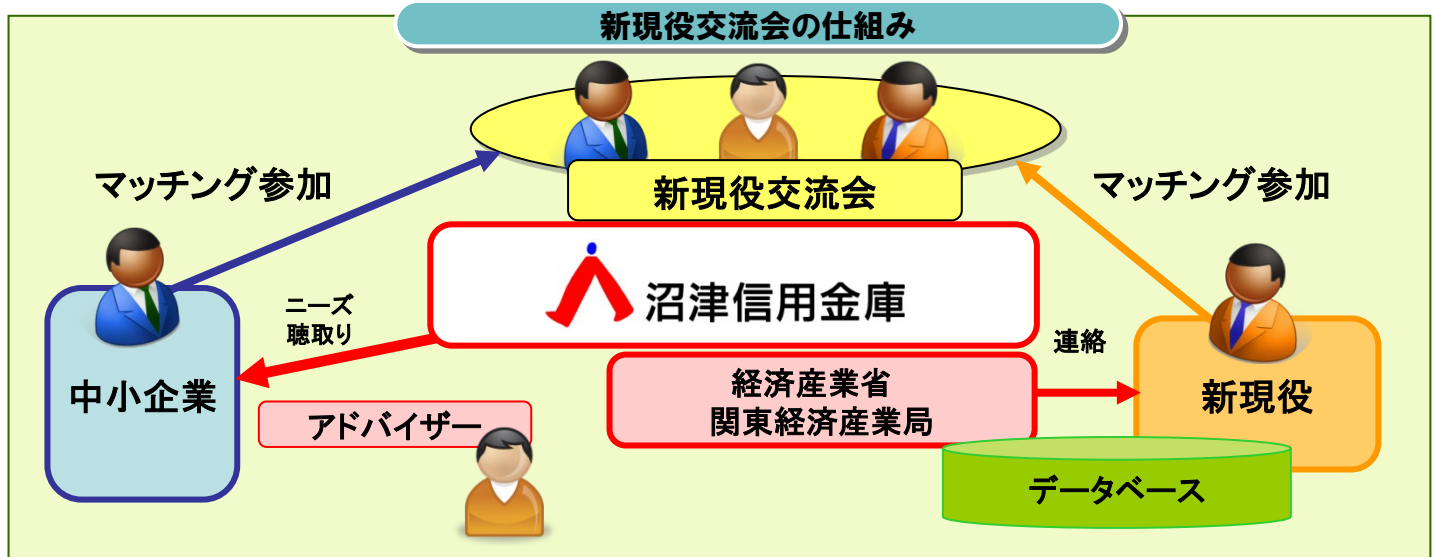 新現役交流会の仕組み
マッチング参加
新現役交流会
マッチング参加
沼津信用金庫
ニーズ
聴取り
連絡
中小企業
アドバイザー
経済産業省
関東経済産業局
新現役
データベース